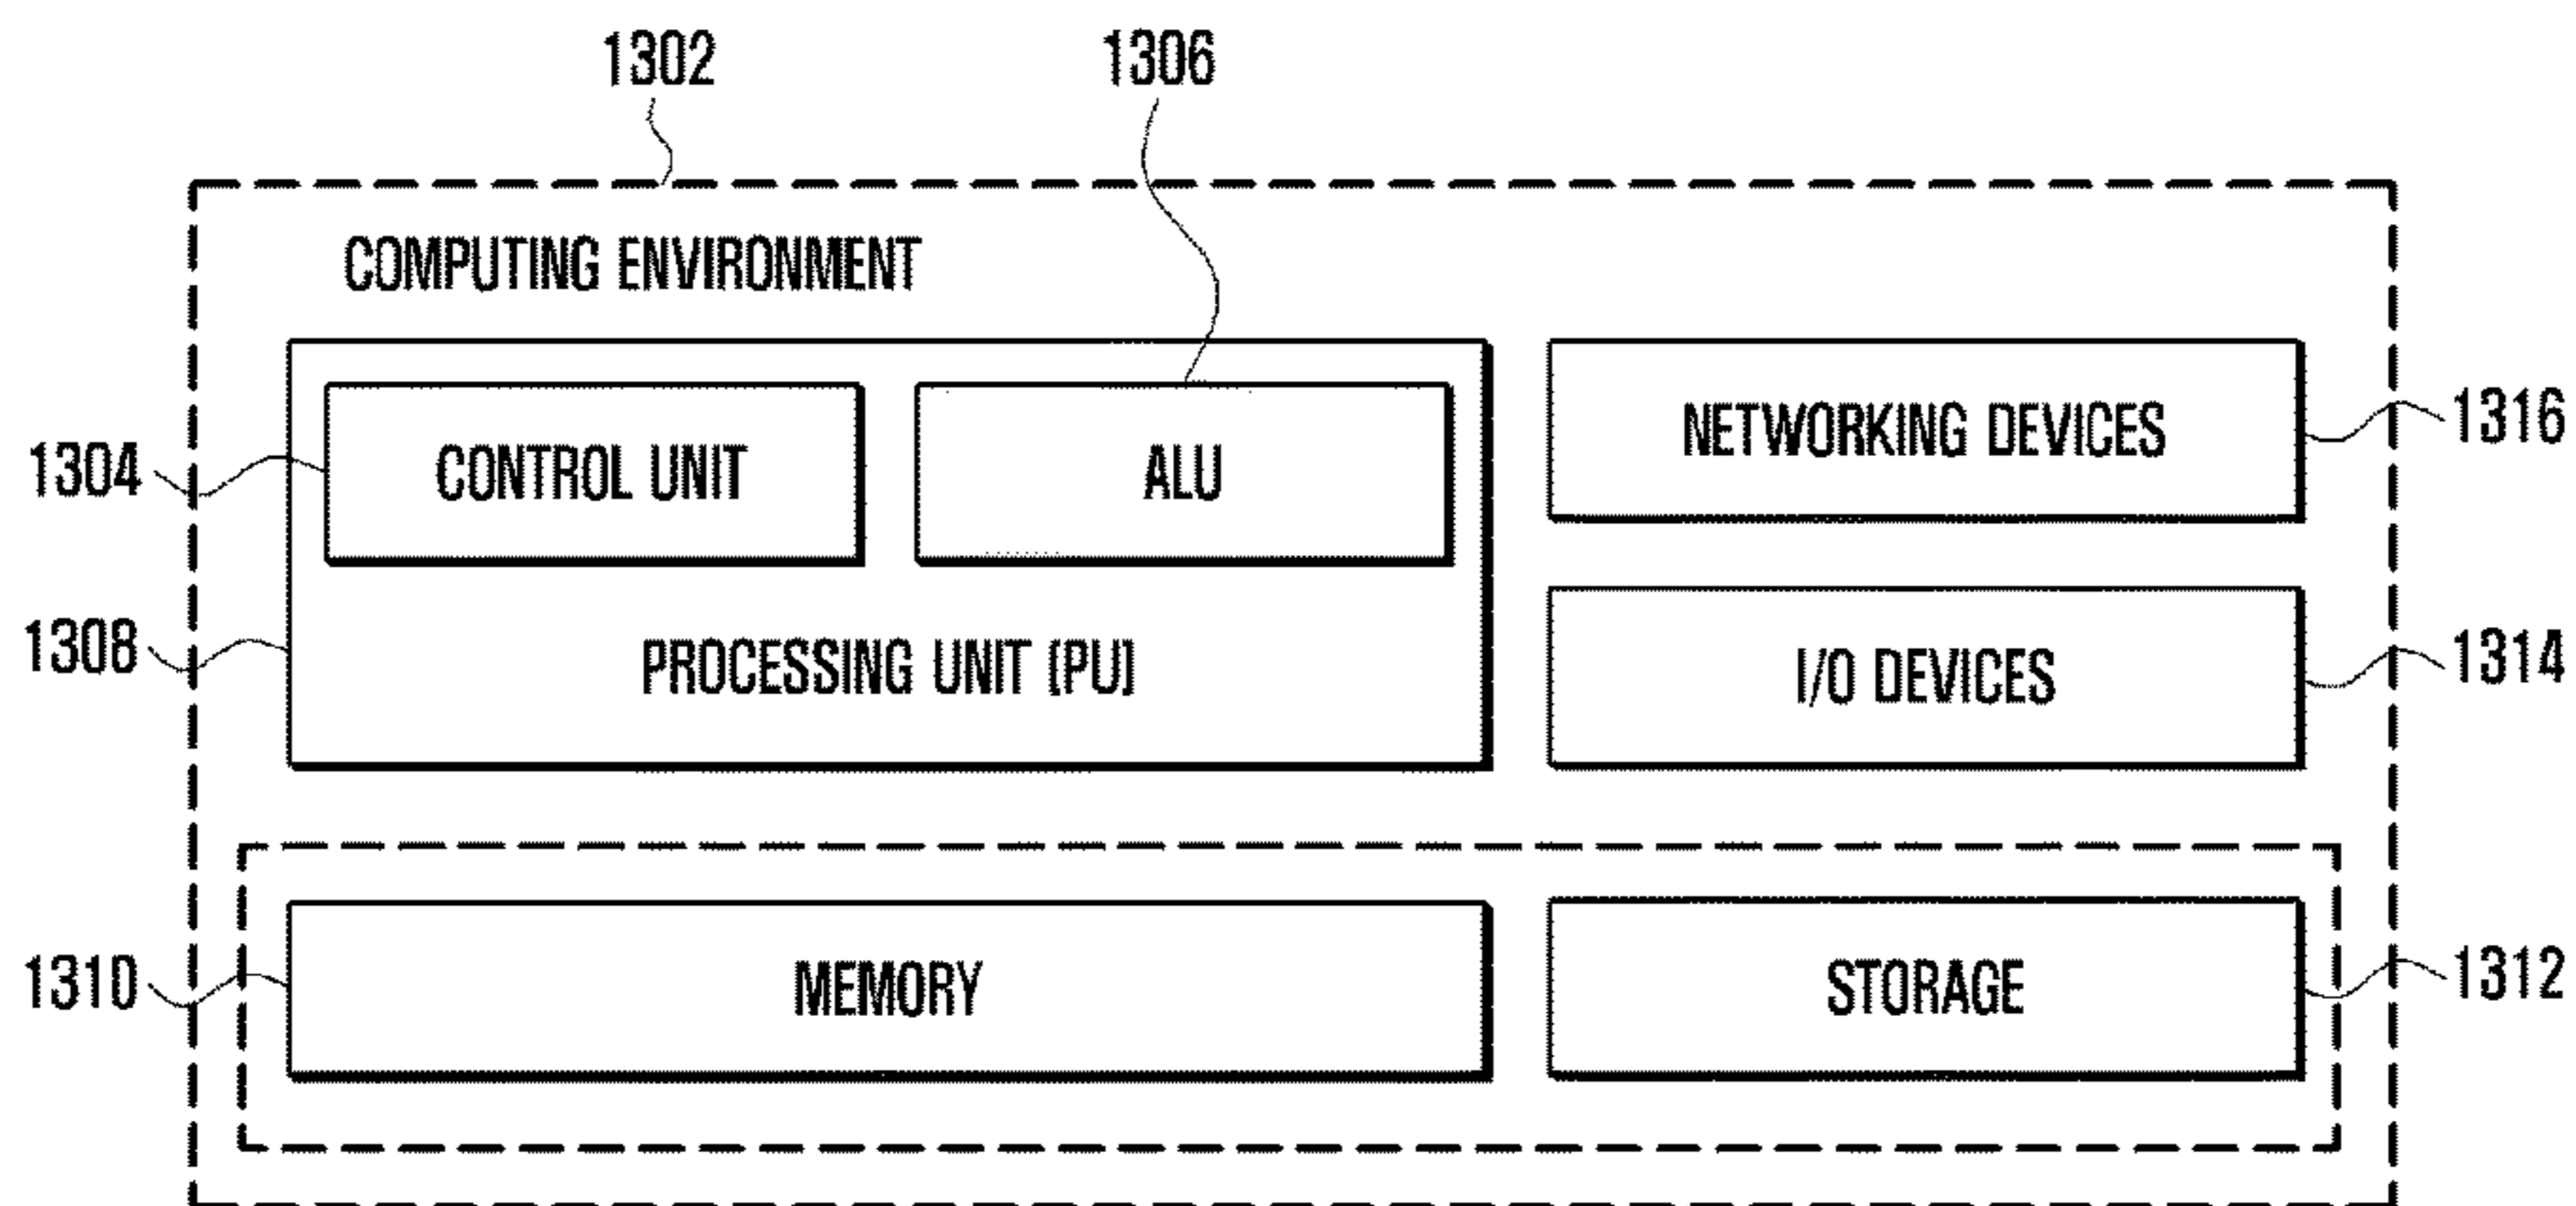 1302
1306
COMPUTING ENVIRONMENT
1304
CONTROL UNIT
ALU
NETWORKING DEVICES
1316
1308
PROCESSING UNIT (PU)
I/O DEVICES
1314
1310
MEMORY
STORAGE
1312